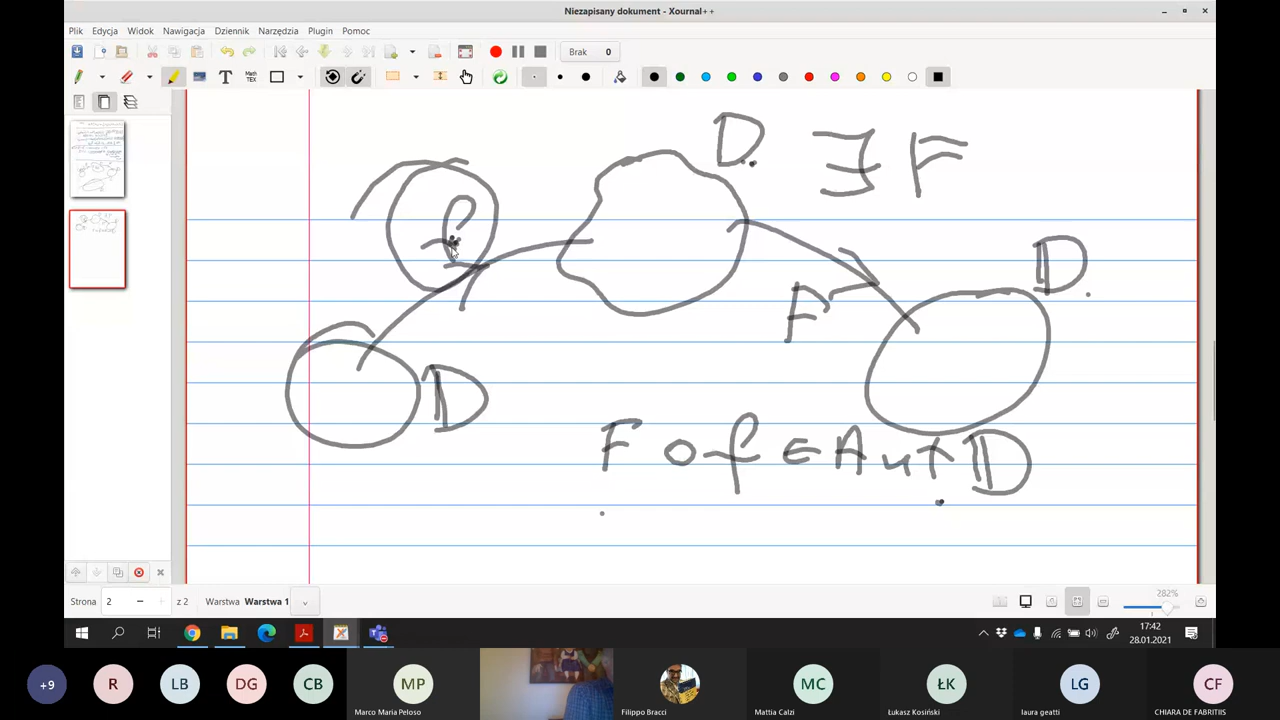 Niezapisany dokument - Xournal++
Plik Edycja Widok Nawigacja Dziennik Narzędzia Plugin Pomoc
Brak 0
T Math TEX
D ∃ F
f
D
F
D
F o f ∈ Aut D
282%
Strona 2 z 2 Warstwa Warstwa 1
17:42
28.01.2021
+9 R LB DG CB MP MC ŁK LG CF
Marco Maria Peloso Filippo Bracci Mattia Calzi Łukasz Kosiński laura geatti CHIARA DE FABRITIIS